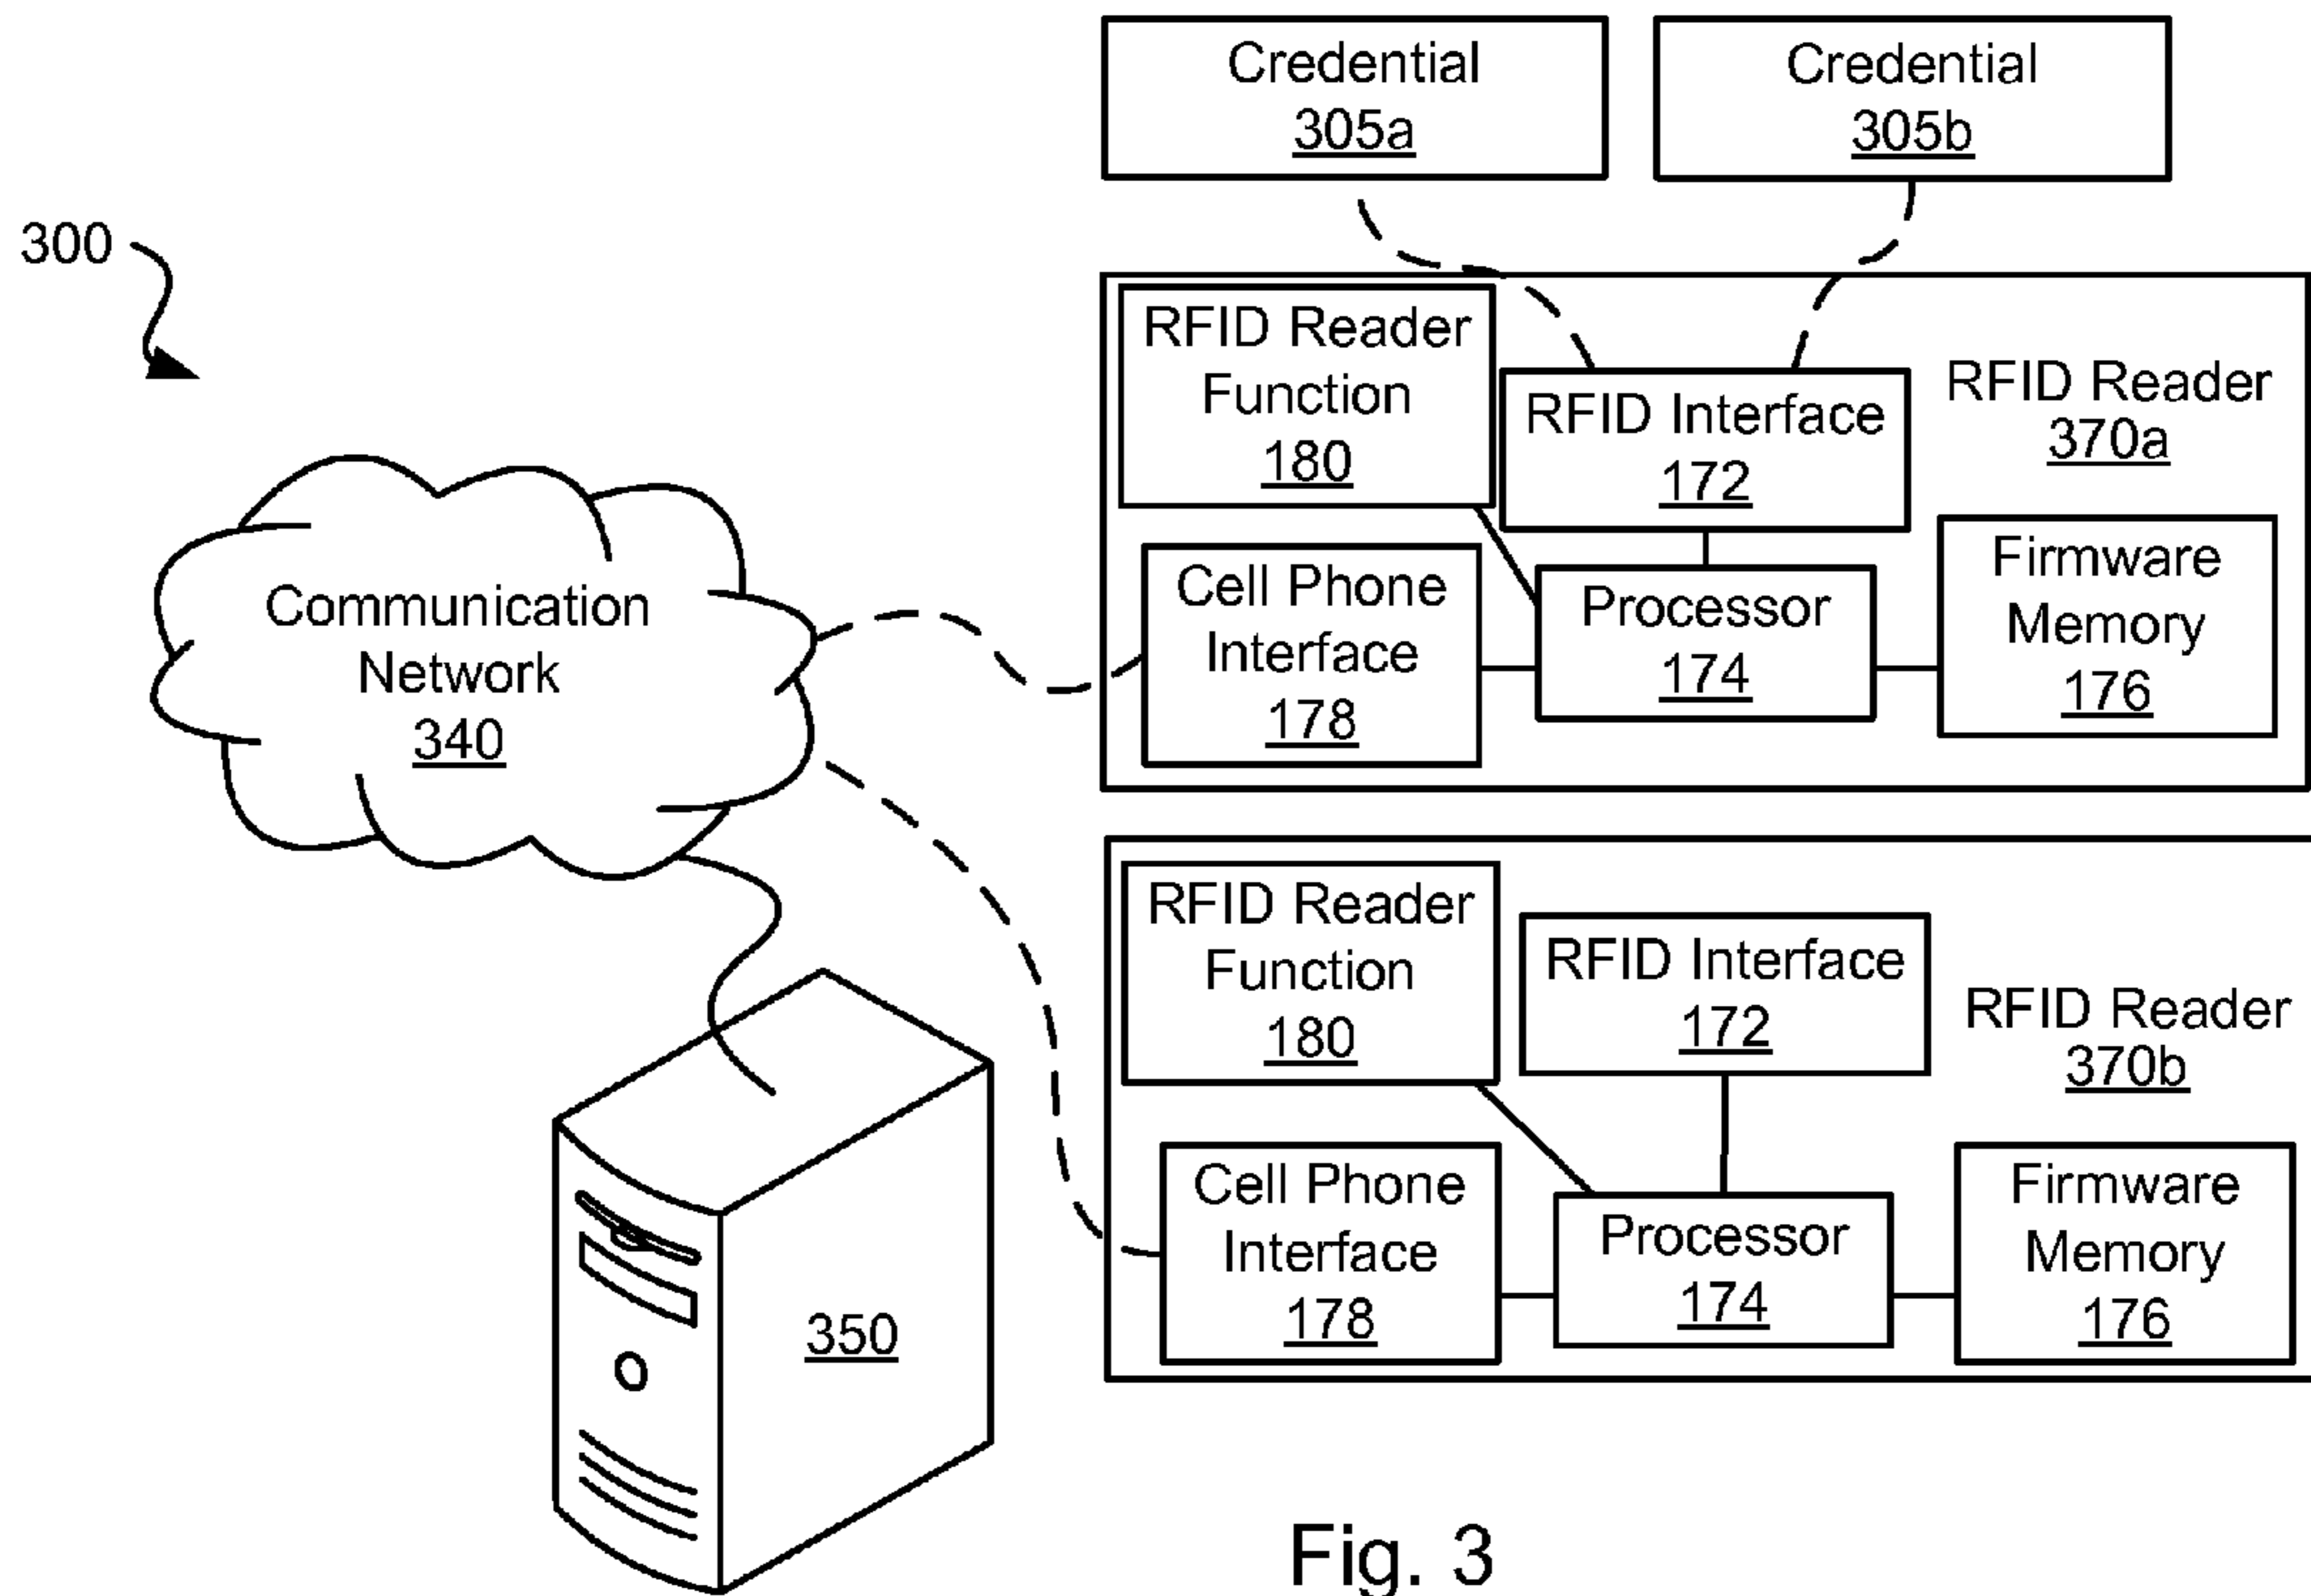 Credential
305a
Credential
305b
300
RFID Reader
Function
180
RFID Interface
172
RFID Reader
370a
Cell Phone
Interface
178
Processor
174
Firmware
Memory
176
Communication
Network
340
RFID Reader
Function
180
RFID Interface
172
RFID Reader
370b
Cell Phone
Interface
178
Processor
174
Firmware
Memory
176
350
Fig. 3